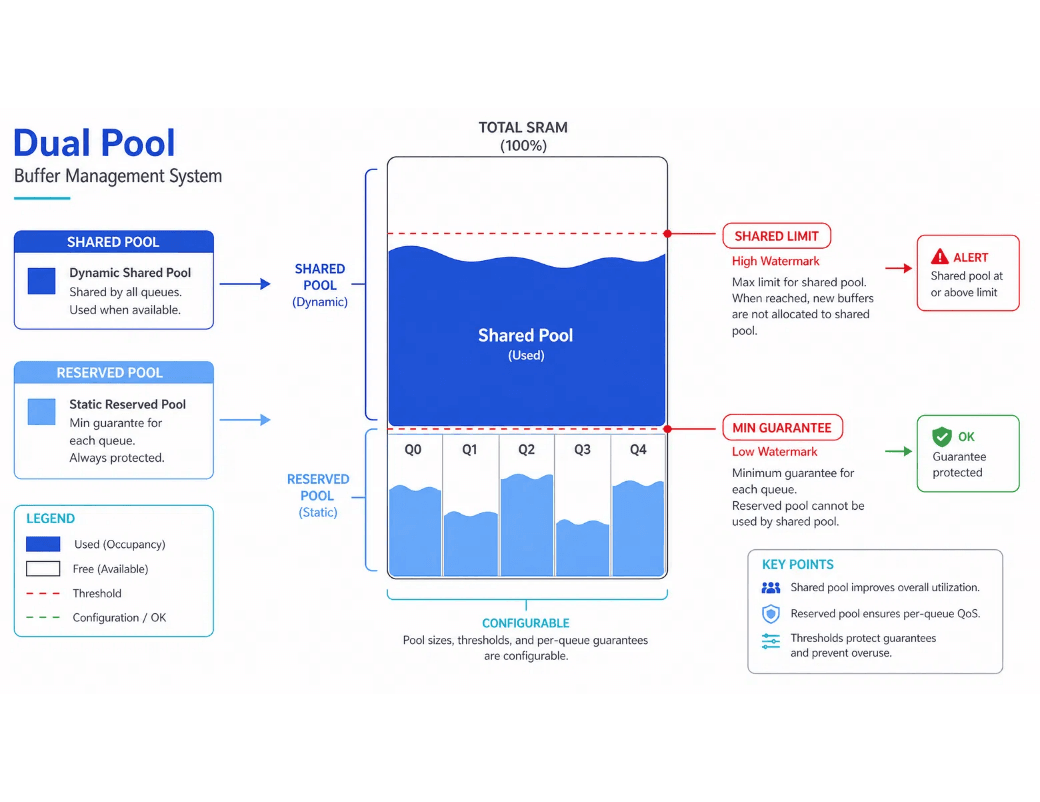 Dual Pool
Buffer Management System
SHARED POOL
Dynamic Shared Pool
Shared by all queues.
Used when available.
RESERVED POOL
Static Reserved Pool
Min guarantre for
each queue.
Always protected.
LEGEND
Used (Occupancy)
Free (Available)
Threshold
Configuration / OK
TOTAL SRAM
(100%)
SHARED
POOL
(Dynamic)
Shared Pool
(Used)
RESERVED
POOL
(Static)
Q0
Q1
Q2
Q3
Q4
CONFIGURABLE
Pool sizes, thresholds, and per-queue guarantees
are configurable.
SHARED LIMIT
High Watermark
Max limit for shared pool.
When reached, new buffers
are not allocated to shared
pool.
ALERT
Shared pool at
or above limit
MIN GUARANTEE
Low Watermark
Minimum guarantee for
each queue.
Reserved pool cannot be
used by shared pool.
OK
Guarantee
protected
KEY POINTS
Shared pool improves overall utilization.
Reserved pool ensures per-queue QoS.
Thresholds protect guarantees
and prevent overuse.